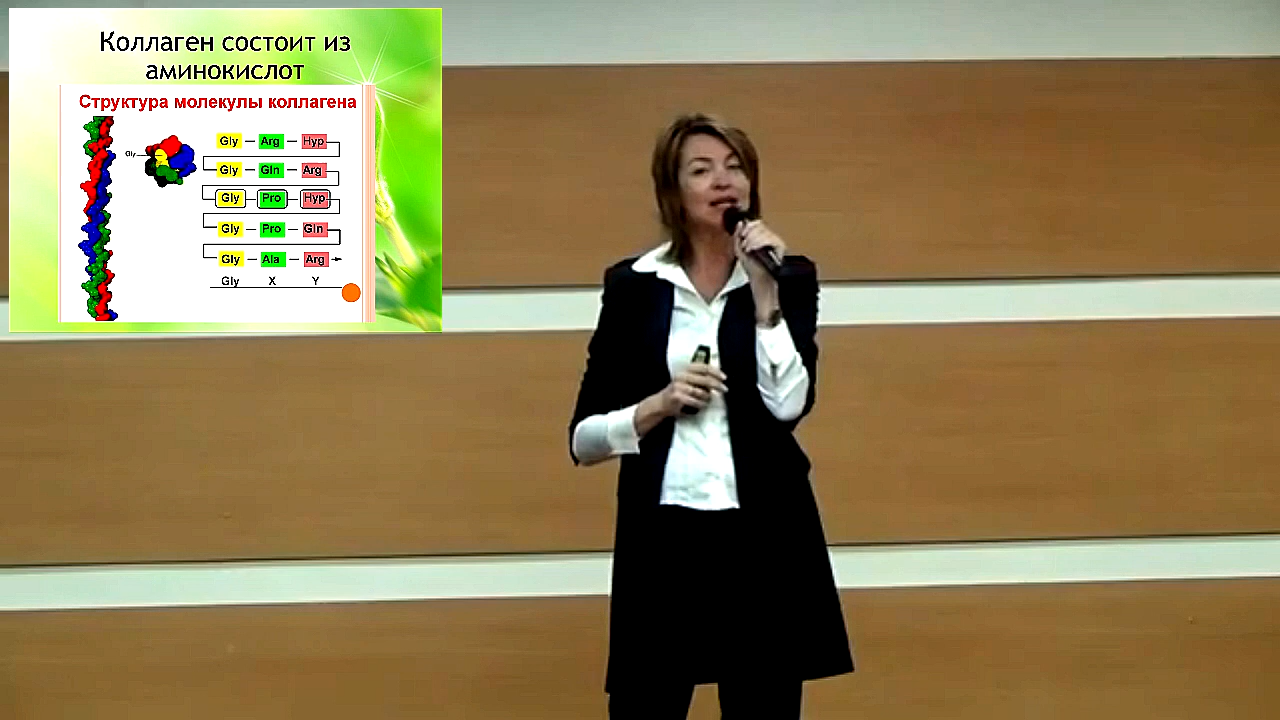 Коллаген состоит из
аминокислот
Структура молекулы коллагена
Gly
Gly — Arg — Hyp
Gly — Gln — Arg
Gly — Pro — Hyp
Gly — Pro — Gln
Gly — Ala — Arg
Gly X Y